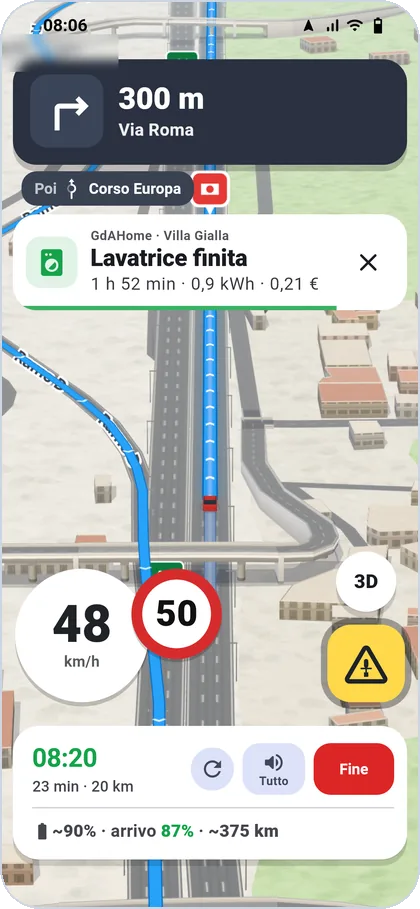 08:06
300 m
Via Roma
Poi Corso Europa
GdAHome · Villa Gialla
Lavatrice finita
1 h 52 min · 0,9 kWh · 0,21 €
3D
48
km/h
50
08:20
23 min · 20 km
Tutto
Fine
~90% · arrivo 87% · ~375 km